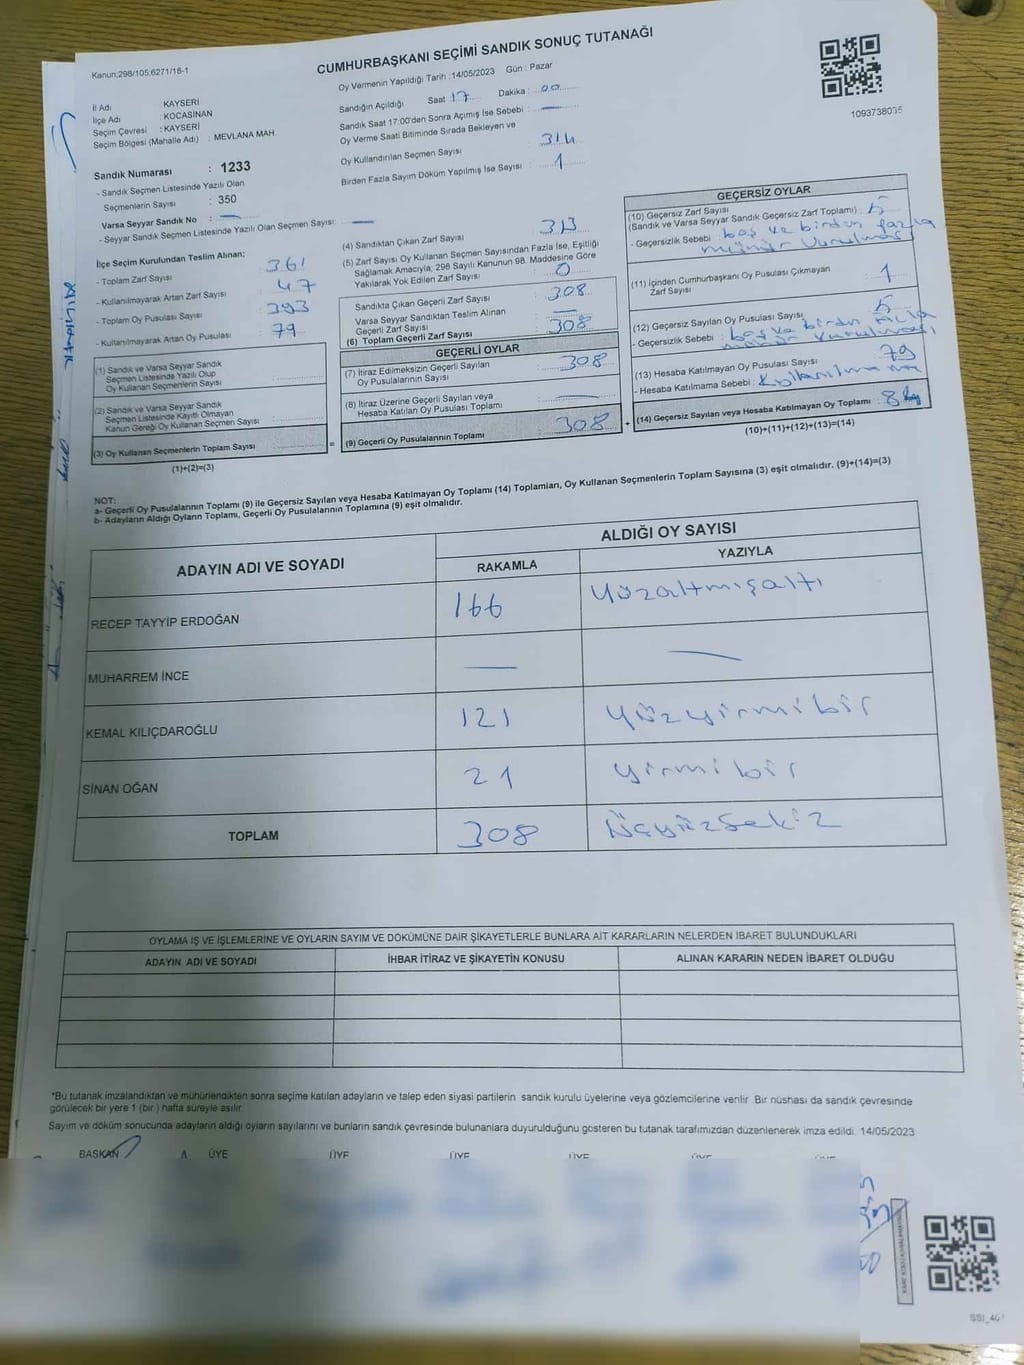 Kanun;298/105;6271/18-1
CUMHURBAŞKANI SEÇİMİ SANDIK SONUÇ TUTANAĞI
1093738035
İl Adı KAYSERİ
İlçe Adı KOCASİNAN
Seçim Çevresi : KAYSERİ
Seçim Bölgesi (Mahalle Adı) : MEVLANA MAH.
Sandık Numarası : 1233
- Sandık Seçmen Listesinde Yazılı Olan
Seçmenlerin Sayısı : 350
Varsa Seyyar Sandık No : —
- Seyyar Sandık Seçmen Listesinde Yazılı Olan Seçmen Sayısı: —
Oy Vermenin Yapıldığı Tarih :14/05/2023 Gün : Pazar
Sandığın Açıldığı Saat : 17 Dakika : 00
Sandık Saat 17:00'den Sonra Açımış İse Sebebi : —
Oy Verme Saati Bitiminde Sırada Bekleyen ve
Oy Kullandırılan Seçmen Sayısı : 314
Birden Fazla Sayım Döküm Yapılmış İse Sayısı : 1
İlçe Seçim Kurulundan Teslim Alınan:
- Toplam Zarf Sayısı : 361
- Kullanılmayarak Artan Zarf Sayısı : 47
- Toplam Oy Pusulası Sayısı : 393
- Kullanılmayarak Artan Oy Pusulası : 79
(1) Sandık ve Varsa Seyyar Sandık
Seçmen Listesinde Yazılı Olup
Oy Kullanan Seçmenlerin Sayısı
(2) Sandık ve Varsa Seyyar Sandık
Seçmen Listesinde Kayıtlı Olmayan
Kanun Gereği Oy Kullanan Seçmen Sayısı
(3) Oy Kullanan Seçmenlerin Toplam Sayısı
(1)+(2)=(3)
(4) Sandıktan Çıkan Zarf Sayısı : 313
(5) Zarf Sayısı Oy Kullanan Seçmen Sayısından Fazla İse, Eşitliği
Sağlamak Amacıyla, 298 Sayılı Kanunun 98. Maddesine Göre
Yakılarak Yok Edilen Zarf Sayısı : 0
Sandıkta Çıkan Geçerli Zarf Sayısı : 308
Varsa Seyyar Sandıktan Teslim Alınan
Geçerli Zarf Sayısı : —
(6) Toplam Geçerli Zarf Sayısı : 308
GEÇERLİ OYLAR
(7) İtiraz Edilmeksizin Geçerli Sayılan
Oy Pusulalarının Sayısı : 308
(8) İtiraz Üzerine Geçerli Sayılan veya
Hesaba Katılan Oy Pusulası Toplamı : —
(9) Geçerli Oy Pusulalarının Toplamı : 308
GEÇERSİZ OYLAR
(10) Geçersiz Zarf Sayısı
(Sandık ve Varsa Seyyar Sandık Geçersiz Zarf Toplamı) : 5
- Geçersizlik Sebebi : boş ve birden fazla
mühür vurulması
(11) İçinden Cumhurbaşkanı Oy Pusulası Çıkmayan
Zarf Sayısı : 1
(12) Geçersiz Sayılan Oy Pusulası Sayısı : 5
- Geçersizlik Sebebi : boş ve birden fazla
mühür vurulması
(13) Hesaba Katılmayan Oy Pusulası Sayısı : 79
- Hesaba Katılmama Sebebi : Kullanılmama
(14) Geçersiz Sayılan veya Hesaba Katılmayan Oy Toplamı :
(10)+(11)+(12)+(13)=(14)
NOT:
a- Geçerli Oy Pusulalarının Toplamı (9) ile Geçersiz Sayılan veya Hesaba Katılmayan Oy Toplamı (14) Toplamları, Oy Kullanan Seçmenlerin Toplam Sayısına (3) eşit olmalıdır. (9)+(14)=(3)
b- Adayların Aldığı Oyların Toplamı, Geçerli Oy Pusulalarının Toplamına (9) eşit olmalıdır.
ADAYIN ADI VE SOYADI ALDIĞI OY SAYISI
RAKAMLA YAZIYLA
RECEP TAYYİP ERDOĞAN 166 Yüzaltmışaltı
MUHARREM İNCE — —
KEMAL KILIÇDAROĞLU 121 Yüzyirmibir
SİNAN OĞAN 21 yirmibir
TOPLAM 308 Üçyüzsekiz
OYLAMA İŞ VE İŞLEMLERİNE VE OYLARIN SAYIM VE DÖKÜMÜNE DAİR ŞİKAYETLERLE BUNLARA AİT KARARLARIN NELERDEN İBARET BULUNDUKLARI
ADAYIN ADI VE SOYADI İHBAR İTİRAZ VE ŞİKAYETİN KONUSU ALINAN KARARIN NEDEN İBARET OLDUĞU
*Bu tutanak imzalandıktan ve mühürlendikten sonra seçime katılan adayların ve talep eden siyasi partilerin sandık kurulu üyelerine veya gözlemcilerine verilir .Bir nüshası da sandık çevresinde
görülecek bir yere 1 (bir ) hafta süreyle asılır.
Sayım ve döküm sonucunda adayların aldığı oyların sayılarını ve bunların sandık çevresinde bulunanlara duyurulduğunu gösteren bu tutanak tarafımızdan düzenlenerek imza edildi. 14/05/2023
BAŞKAN ÜYE ÜYE ÜYE ÜYE ÜYE